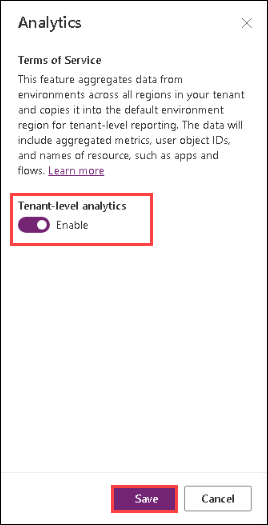 Analytics
Terms of Service
This feature aggregates data from
environments across all regions in your tenant
and copies it into the default environment
region for tenant-level reporting. The data will
include aggregated metrics, user object IDs,
and names of resource, such as apps and
flows. Learn more
Tenant-level analytics
Enable
Save Cancel